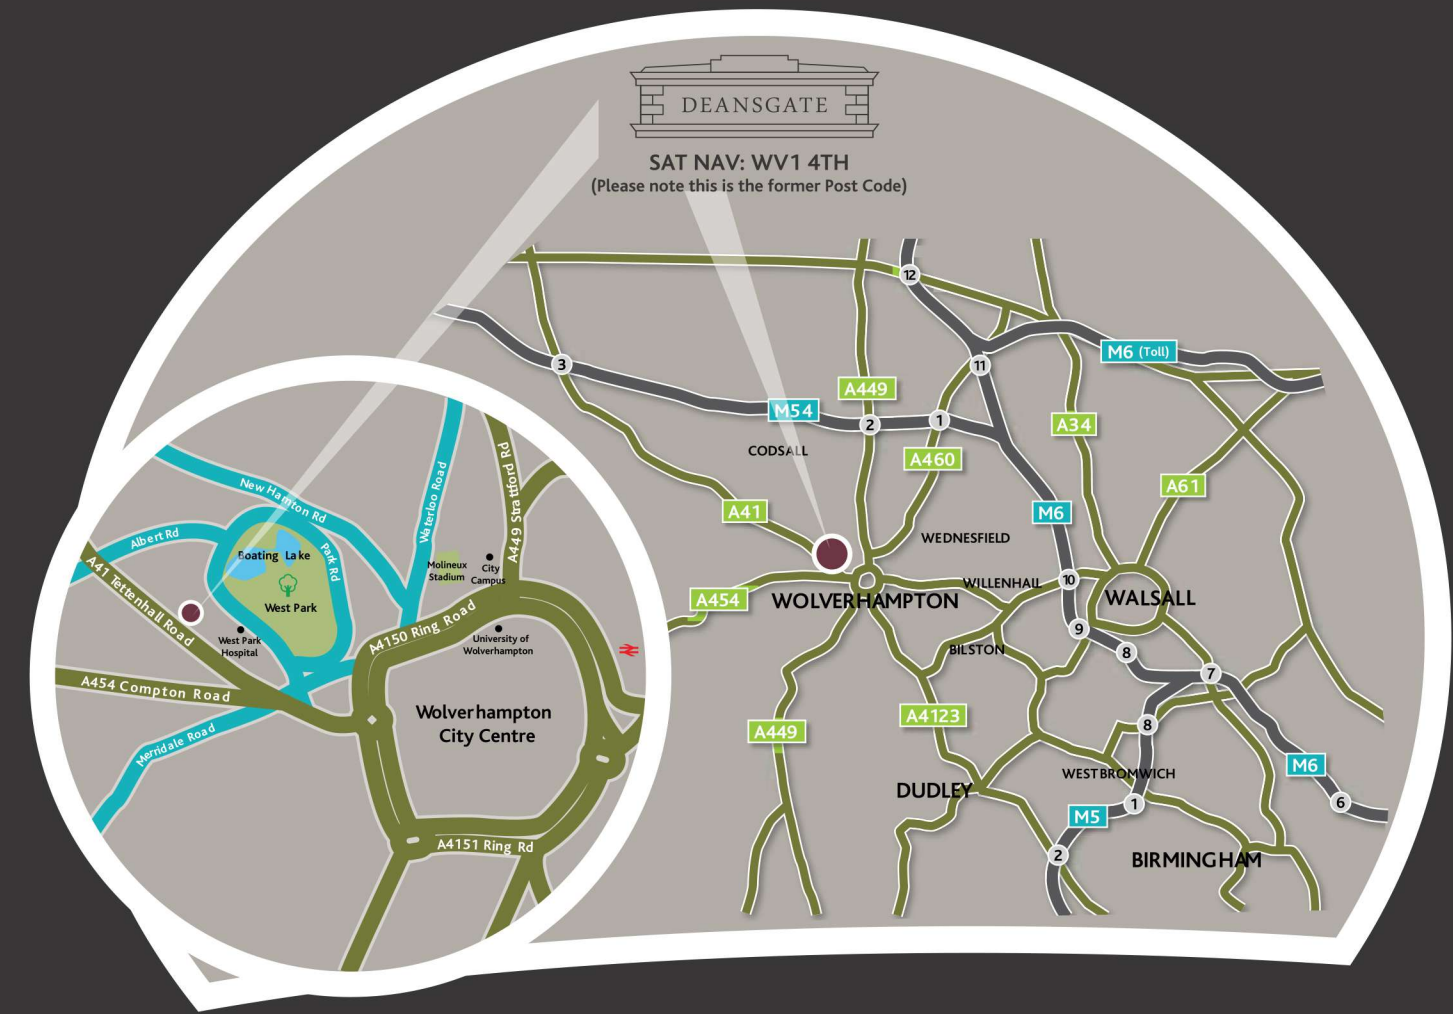 DEANSGATE
SAT NAV: WV1 4TH
(Please note this is the former Post Code)
12
3
11
M6 (Toll)
A449
M54
2
1
A34
CODSALL
A460
A61
A41
M6
WEDNESFIELD
A454
WOLVERHAMPTON
WILLENHALL
10
WALSALL
9
BILSTON
8
7
A449
A4123
8
DUDLEY
WEST BROMWICH
M6
1
6
M5
2
BIRMINGHAM
New Hamton Rd
Waterloo Road
A449 Stratford Rd
Albert Rd
Boating Lake
Park Rd
A41 Tettenhall Road
West Park
Molineux
Stadium
City
Campus
West Park
Hospital
A4150 Ring Road
University of
Wolverhampton
A454 Compton Road
Wolverhampton
City Centre
Merridale Road
A4151 Ring Rd